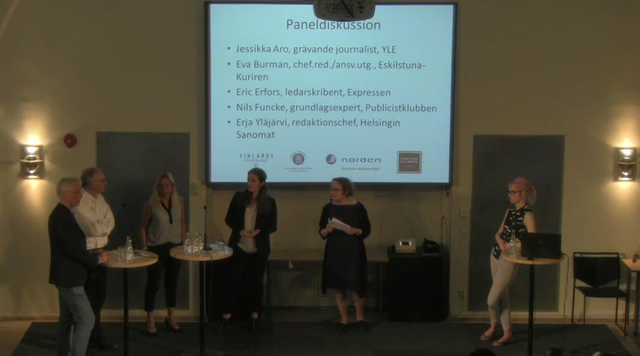 Paneldiskussion
• Jessikka Aro, grävande journalist, YLE
• Eva Burman, chef.red./ansv.utg., Eskilstuna-
Kuriren
• Eric Erfors, ledarskribent, Expressen
• Nils Funcke, grundlagsexpert, Publicistklubben
• Erja Yläjärvi, redaktionschef, Helsingin
Sanomat
FINLANDS
norden